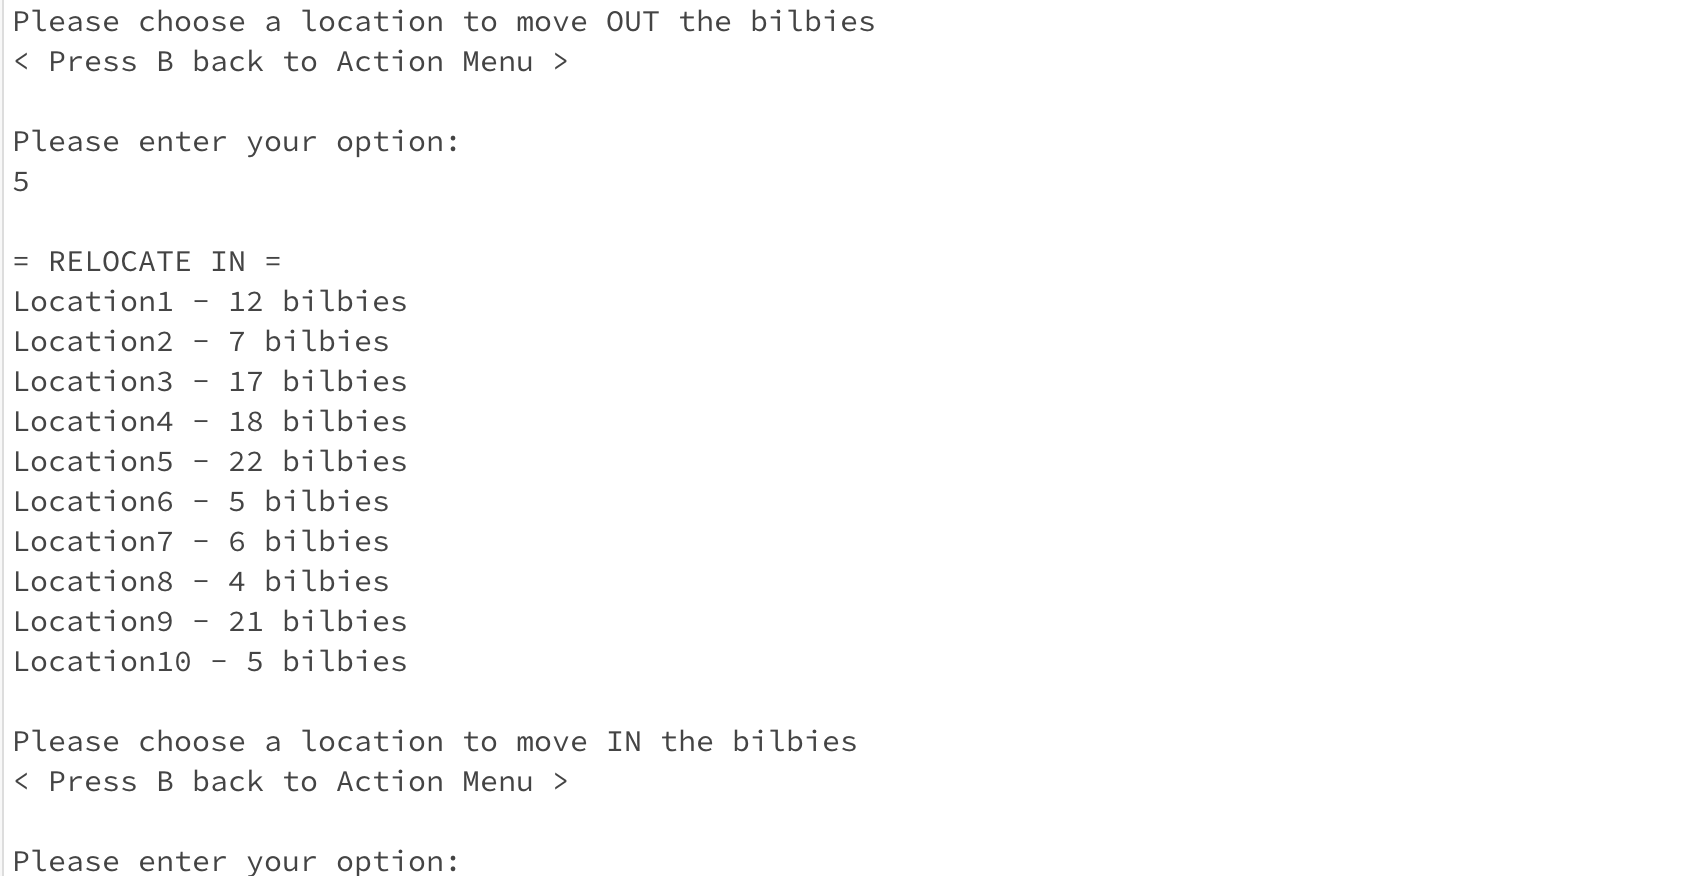 Please choose a location to move OUT the bilbies
< Press B back to Action Menu >
Please enter your option:
5
= RELOCATE IN =
Location1 - 12 bilbies
Location2 - 7 bilbies
Location3 - 17 bilbies
Location4 - 18 bilbies
Location5 - 22 bilbies
Location6 - 5 bilbies
Location7 - 6 bilbies
Location8 - 4 bilbies
Location9 - 21 bilbies
Location10 - 5 bilbies
Please choose a location to move IN the bilbies
< Press B back to Action Menu >
Please enter your option: